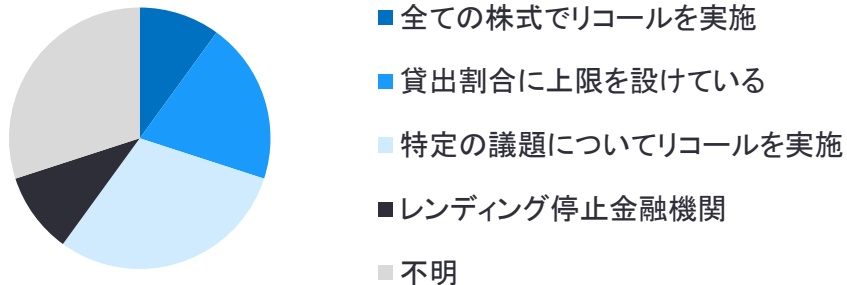 全ての株式でリコールを実施
貸出割合に上限を設けている
特定の議題についてリコールを実施
レンディング停止金融機関
不明